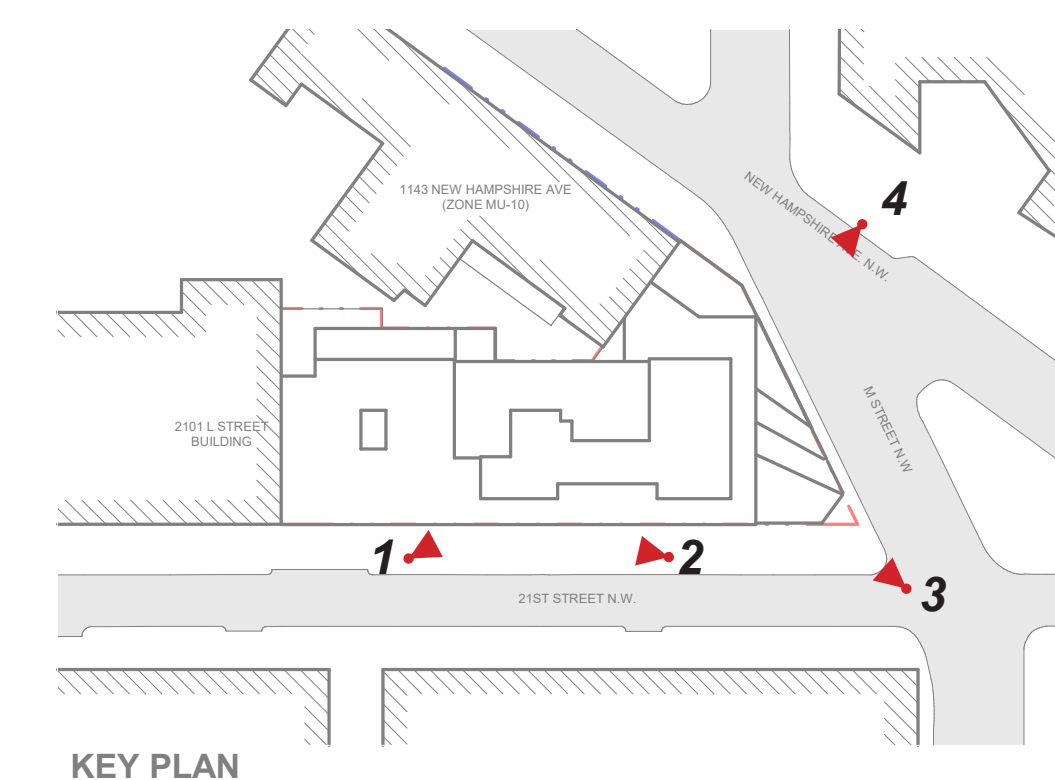 4
NEW HAMPSHIRE AVE. N.W.
1143 NEW HAMPSHIRE AVE
(ZONE MU-10)
M STREET N.W
2101 L STREET
BUILDING
1
2
3
21ST STREET N.W.
KEY PLAN